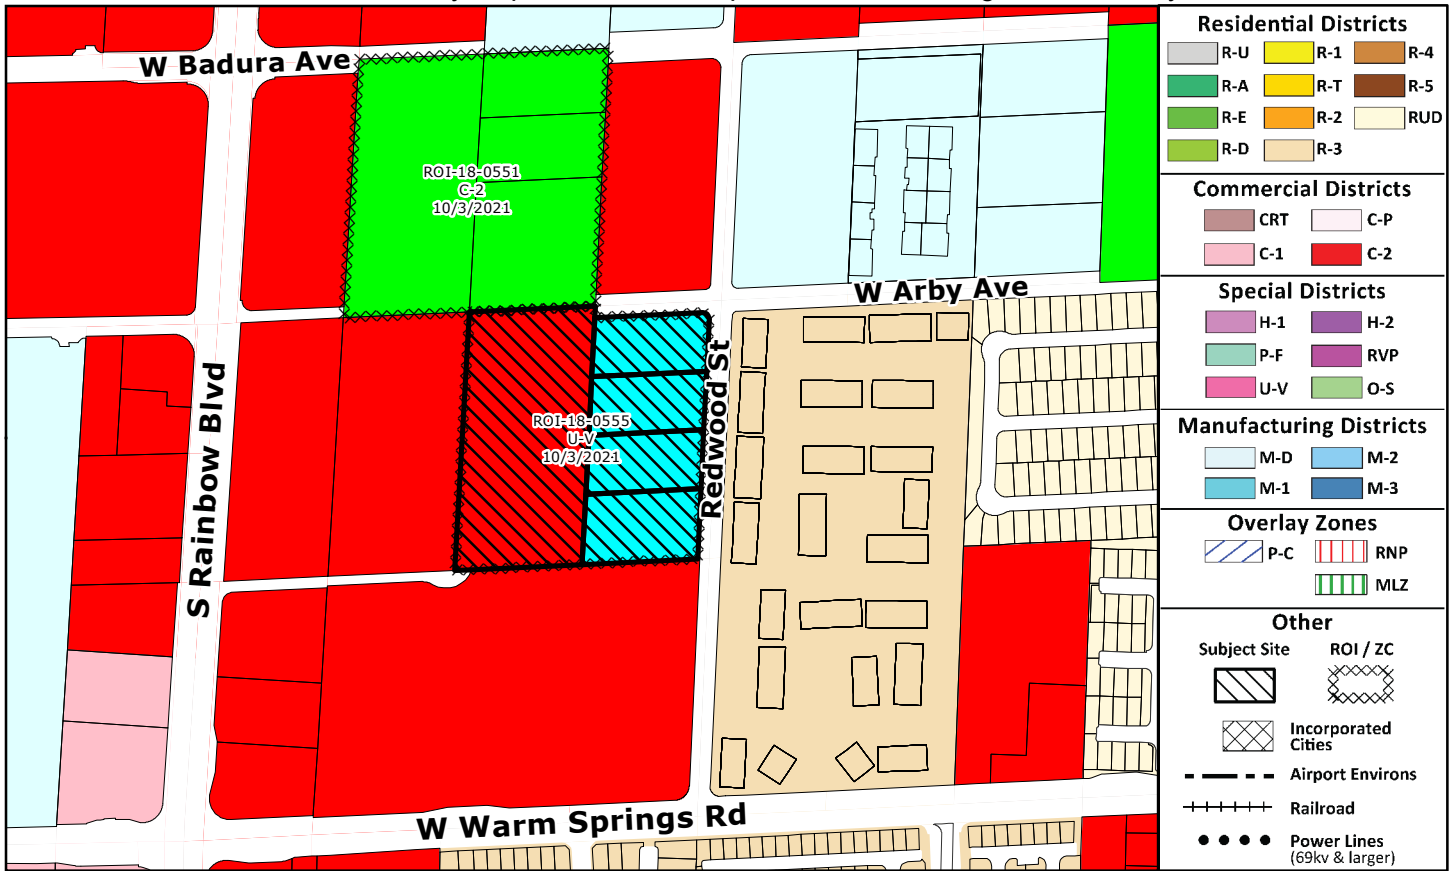 W Badura Ave
ROI-18-0551
C-2
10/3/2021
W Arby Ave
S Rainbow Blvd
ROI-18-0555
U-V
10/3/2021
Redwood St
W Warm Springs Rd
Residential Districts
R-U R-1 R-4
R-A R-T R-5
R-E R-2 RUD
R-D R-3
Commercial Districts
CRT C-P
C-1 C-2
Special Districts
H-1 H-2
P-F RVP
U-V O-S
Manufacturing Districts
M-D M-2
M-1 M-3
Overlay Zones
P-C RNP
MLZ
Other
Subject Site ROI / ZC
Incorporated
Cities
Airport Environs
Railroad
Power Lines
(69kv & larger)